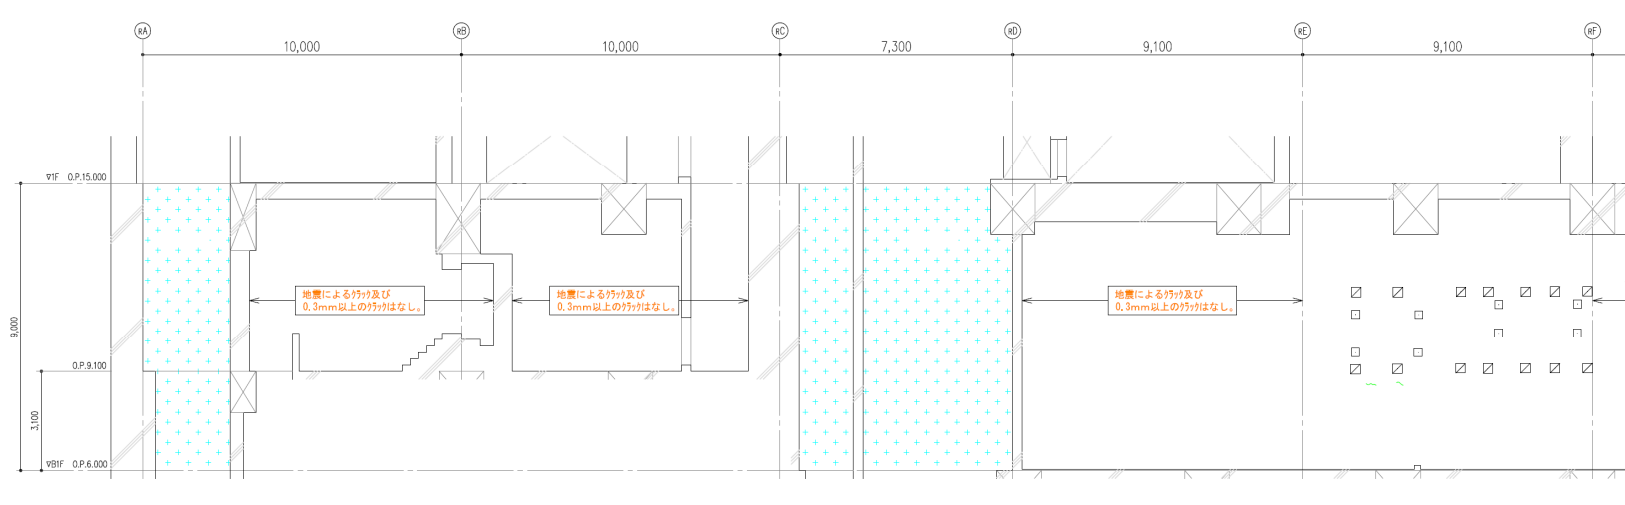 RA
RB
RC
RD
RE
RF
10,000
10,000
7,300
9,100
9,100
▽1F O.P.15.000
地震によるクラック及び
0.3mm以上のクラックはなし。
地震によるクラック及び
0.3mm以上のクラックはなし。
地震によるクラック及び
0.3mm以上のクラックはなし。
9,000
O.P.9.100
3,100
▽B1F O.P.6.000